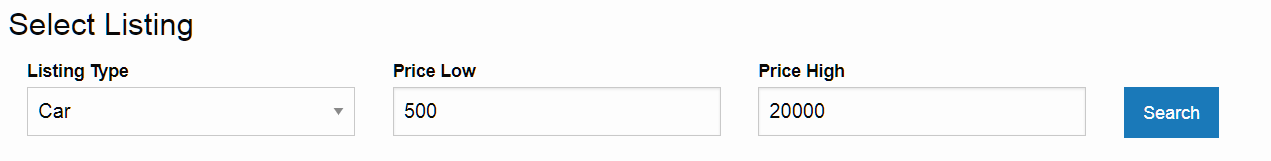 Select Listing
Listing Type Price Low Price High
Car 500 20000 Search